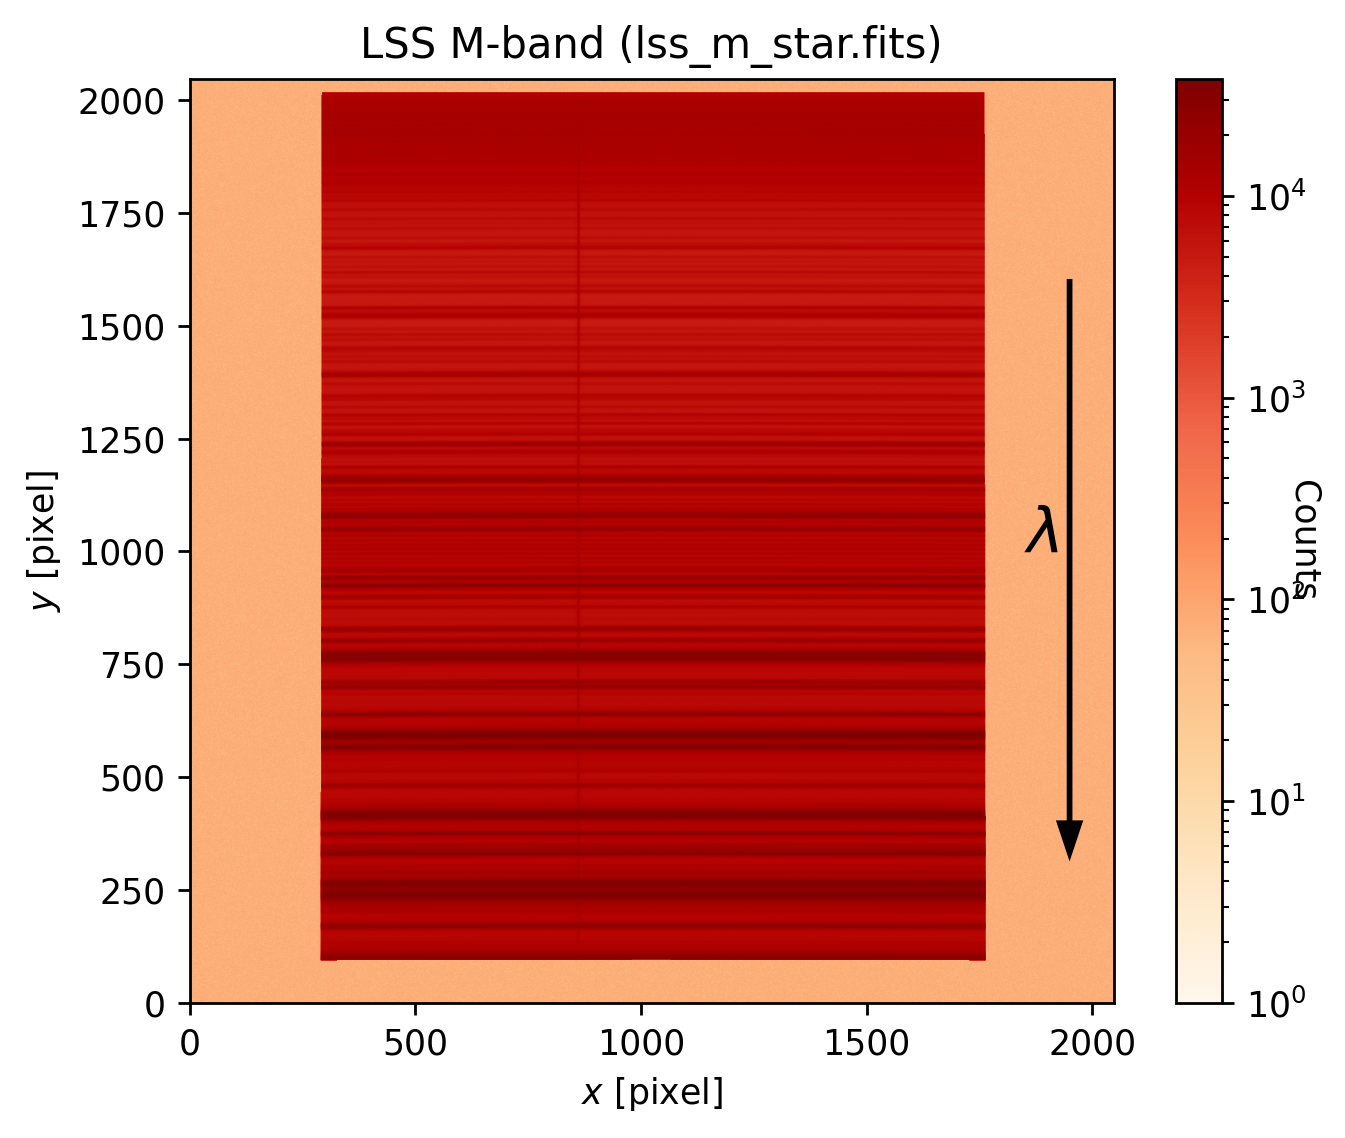 LSS M-band (lss_m_star.fits)
2000
1750
1500
1250
1000
750
500
250
0
y [pixel]
0 500 1000 1500 2000
x [pixel]
λ
10⁴
10³
10²
10¹
10⁰
Counts